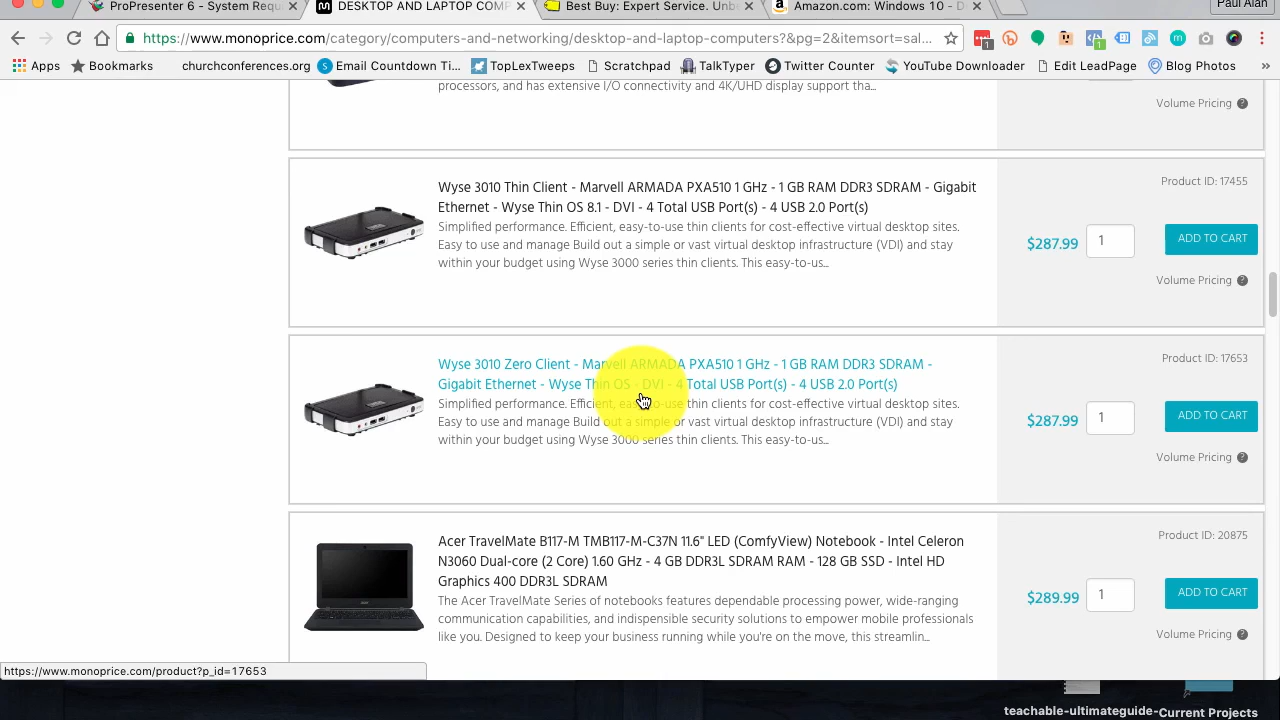 ProPresenter 6 - System Requ
DESKTOP AND LAPTOP COMP
Best Buy: Expert Service. Unb
Amazon.com: Windows 10 - D
Paul Alan
https://www.monoprice.com/category/computers-and-networking/desktop-and-laptop-computers?&pg=2&itemsort=sal...
Apps Bookmarks churchconferences.org Email Countdown Ti... TopLexTweeps Scratchpad TalkTyper Twitter Counter YouTube Downloader Edit LeadPage Blog Photos »
processors, and has extensive I/O connectivity and 4K/UHD display support tha...
Volume Pricing ?
Wyse 3010 Thin Client - Marvell ARMADA PXA510 1 GHz - 1 GB RAM DDR3 SDRAM - Gigabit
Ethernet - Wyse Thin OS 8.1 - DVI - 4 Total USB Port(s) - 4 USB 2.0 Port(s)
Simplified performance. Efficient, easy-to-use thin clients for cost-effective virtual desktop sites.
Easy to use and manage Build out a simple or vast virtual desktop infrastructure (VDI) and stay
within your budget using Wyse 3000 series thin clients. This easy-to-us...
Product ID: 17455
$287.99 1 ADD TO CART
Volume Pricing ?
Wyse 3010 Zero Client - Marvell ARMADA PXA510 1 GHz - 1 GB RAM DDR3 SDRAM -
Gigabit Ethernet - Wyse Thin OS - DVI - 4 Total USB Port(s) - 4 USB 2.0 Port(s)
Simplified performance. Efficient, easy-to-use thin clients for cost-effective virtual desktop sites.
Easy to use and manage Build out a simple or vast virtual desktop infrastructure (VDI) and stay
within your budget using Wyse 3000 series thin clients. This easy-to-us...
Product ID: 17653
$287.99 1 ADD TO CART
Volume Pricing ?
Acer TravelMate B117-M TMB117-M-C37N 11.6" LED (ComfyView) Notebook - Intel Celeron
N3060 Dual-core (2 Core) 1.60 GHz - 4 GB DDR3L SDRAM RAM - 128 GB SSD - Intel HD
Graphics 400 DDR3L SDRAM
The Acer TravelMate Series of notebooks features dependable processing power, wide-ranging
communication capabilities, and indispensible security solutions to empower mobile professionals
like you. Designed to keep your business running while you're on the move, this streamlin...
Product ID: 20875
$289.99 1 ADD TO CART
Volume Pricing ?
https://www.monoprice.com/product?p_id=17653
teachable-ultimateguide-
Current Projects